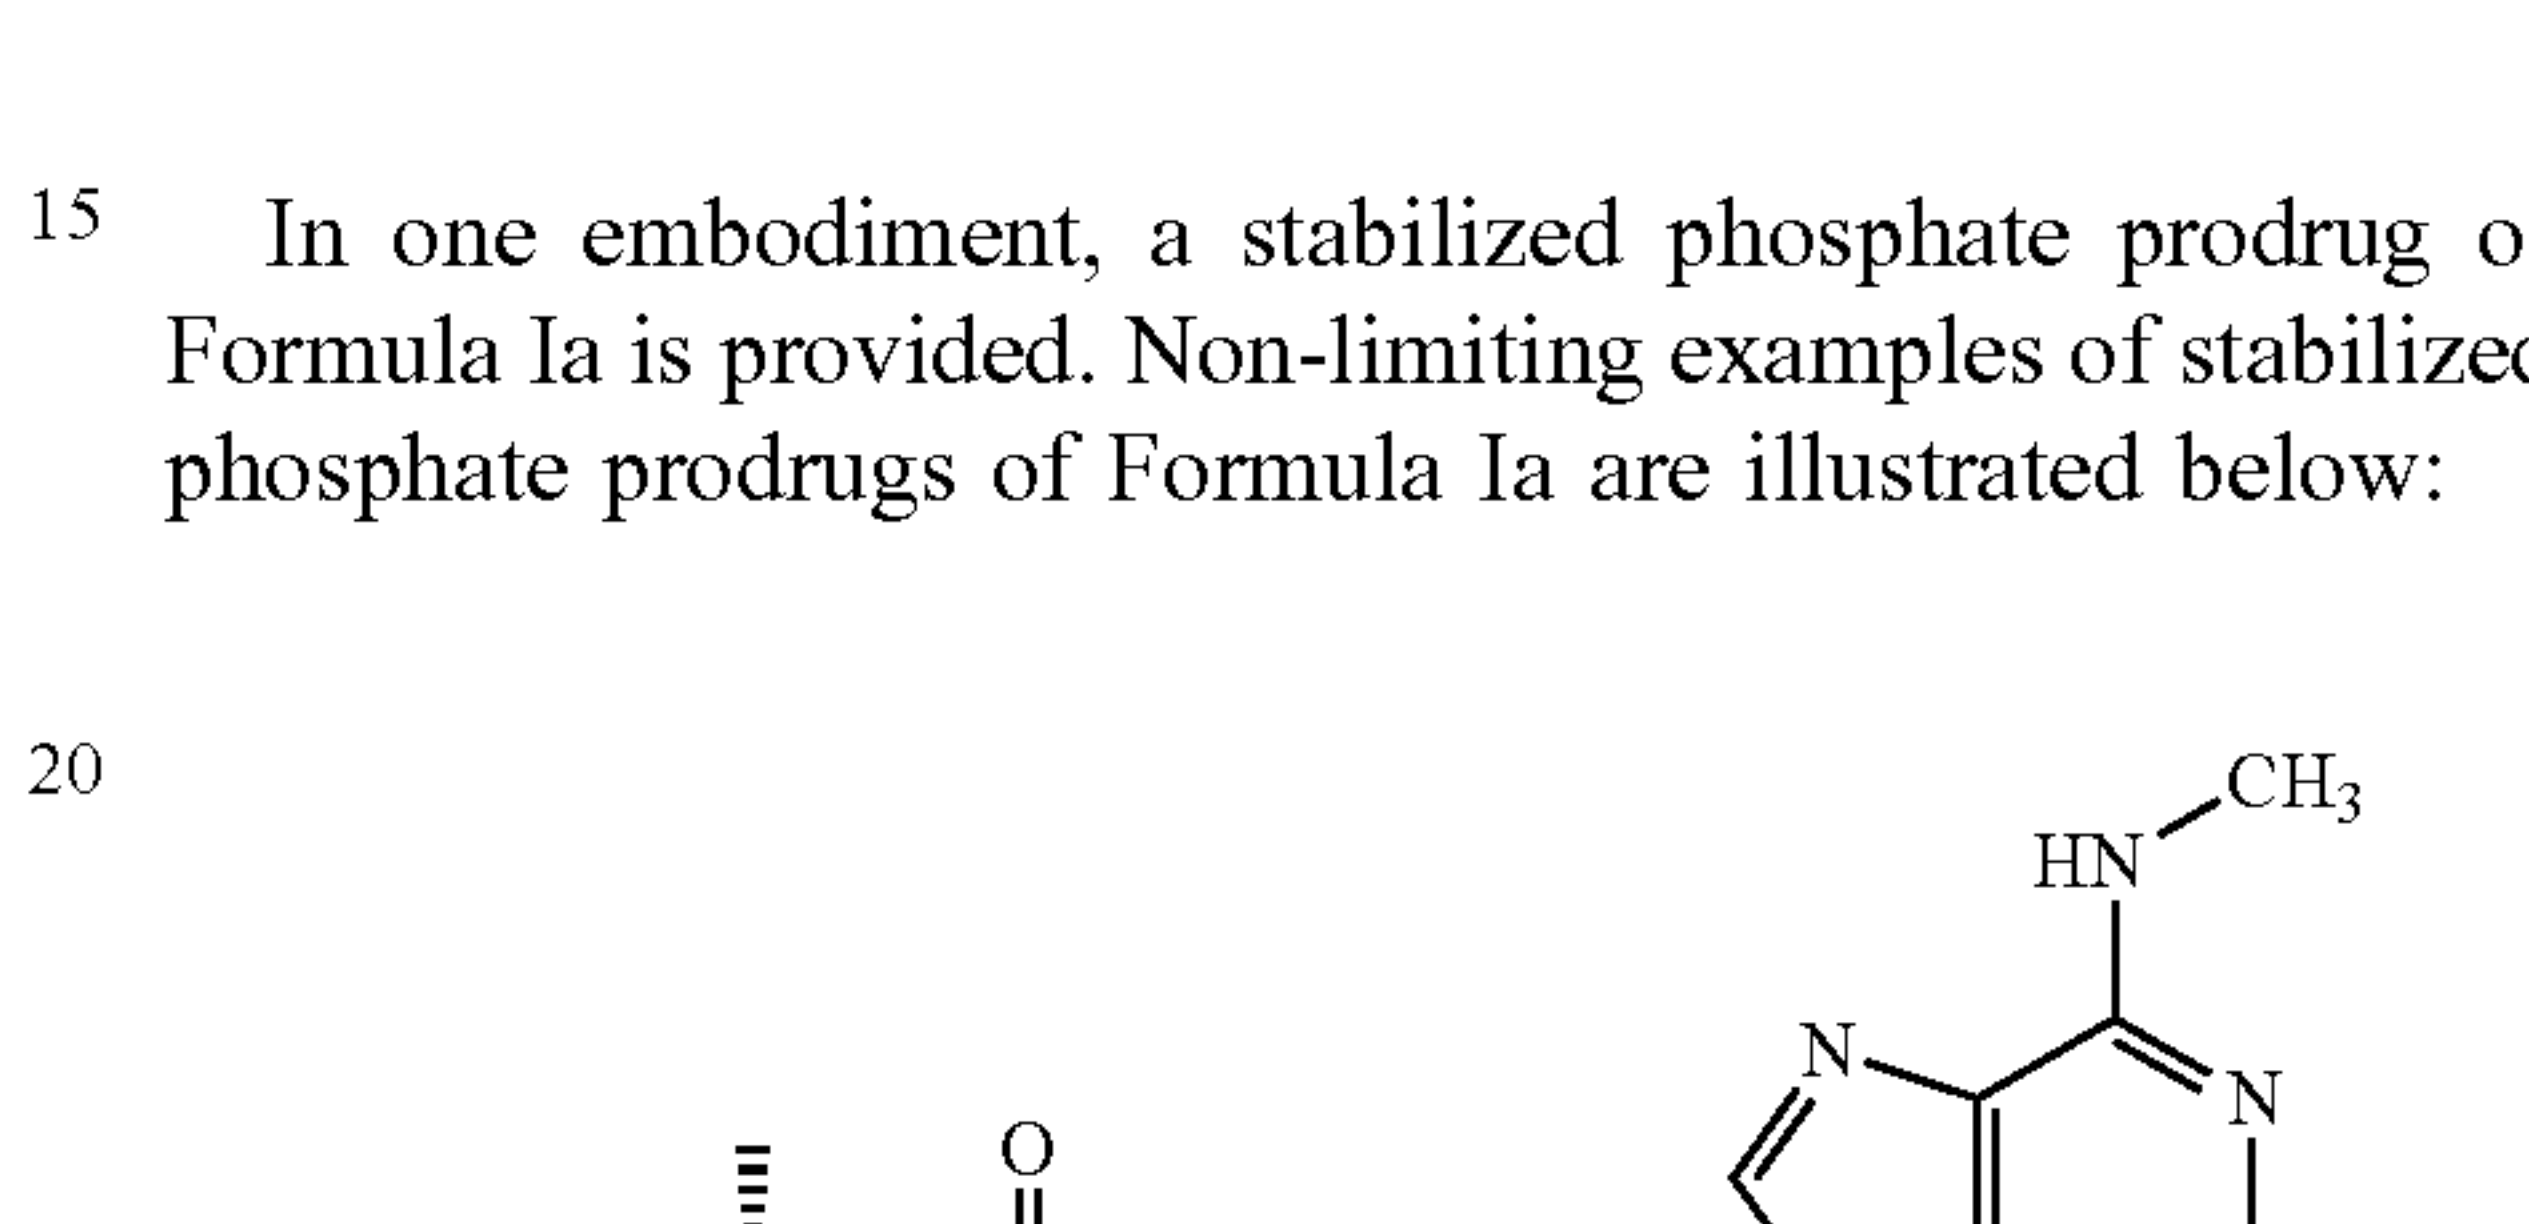 15 In one embodiment, a stabilized phosphate prodrug o
Formula Ia is provided. Non-limiting examples of stabilized
phosphate prodrugs of Formula Ia are illustrated below:
20
CH3
HN
N
N
O